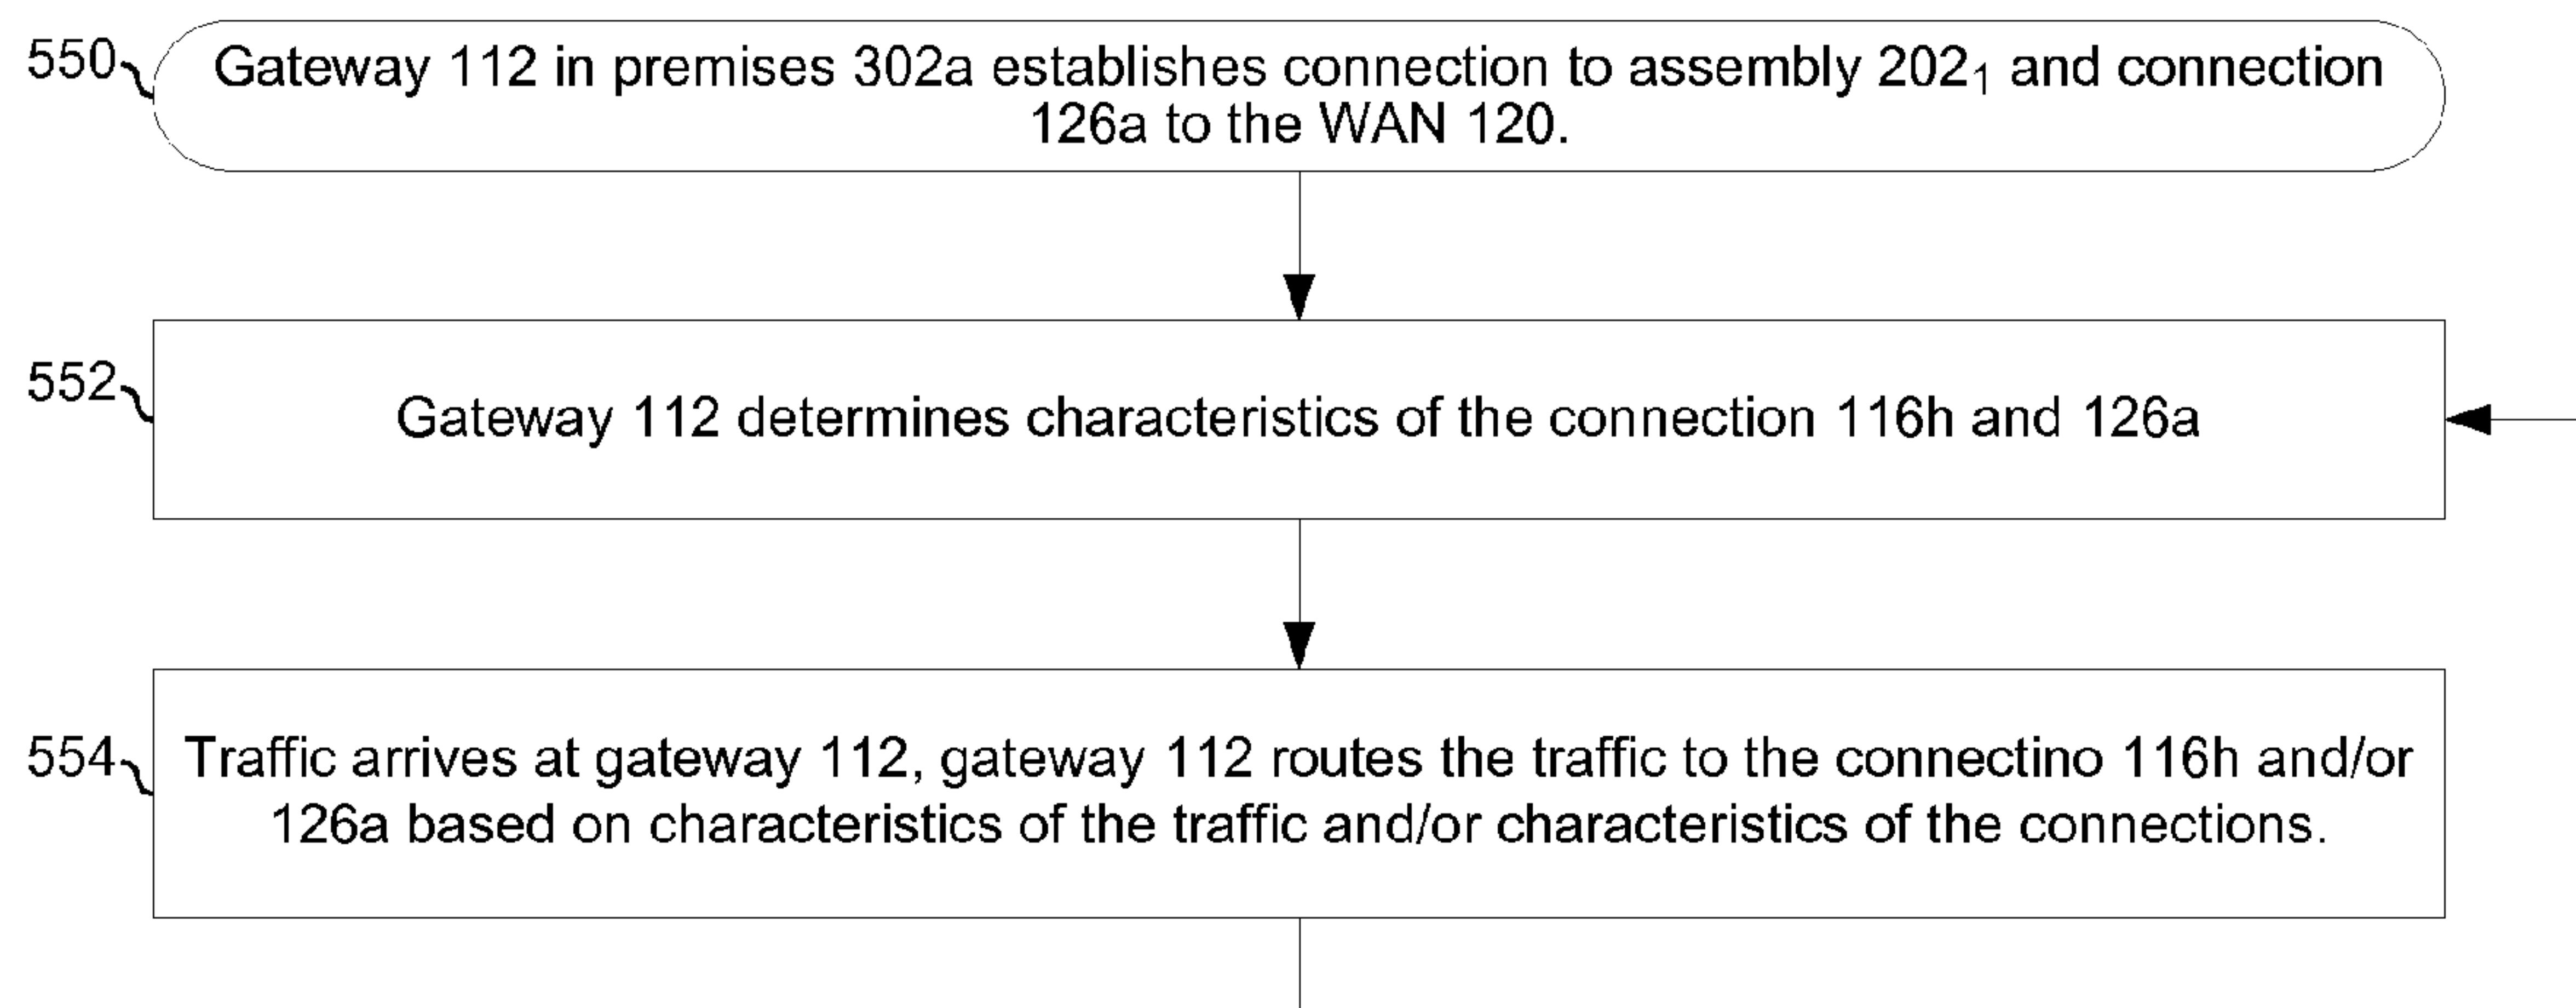 550
Gateway 112 in premises 302a establishes connection to assembly 202₁ and connection
126a to the WAN 120.
552
Gateway 112 determines characteristics of the connection 116h and 126a
554
Traffic arrives at gateway 112, gateway 112 routes the traffic to the connectino 116h and/or
126a based on characteristics of the traffic and/or characteristics of the connections.